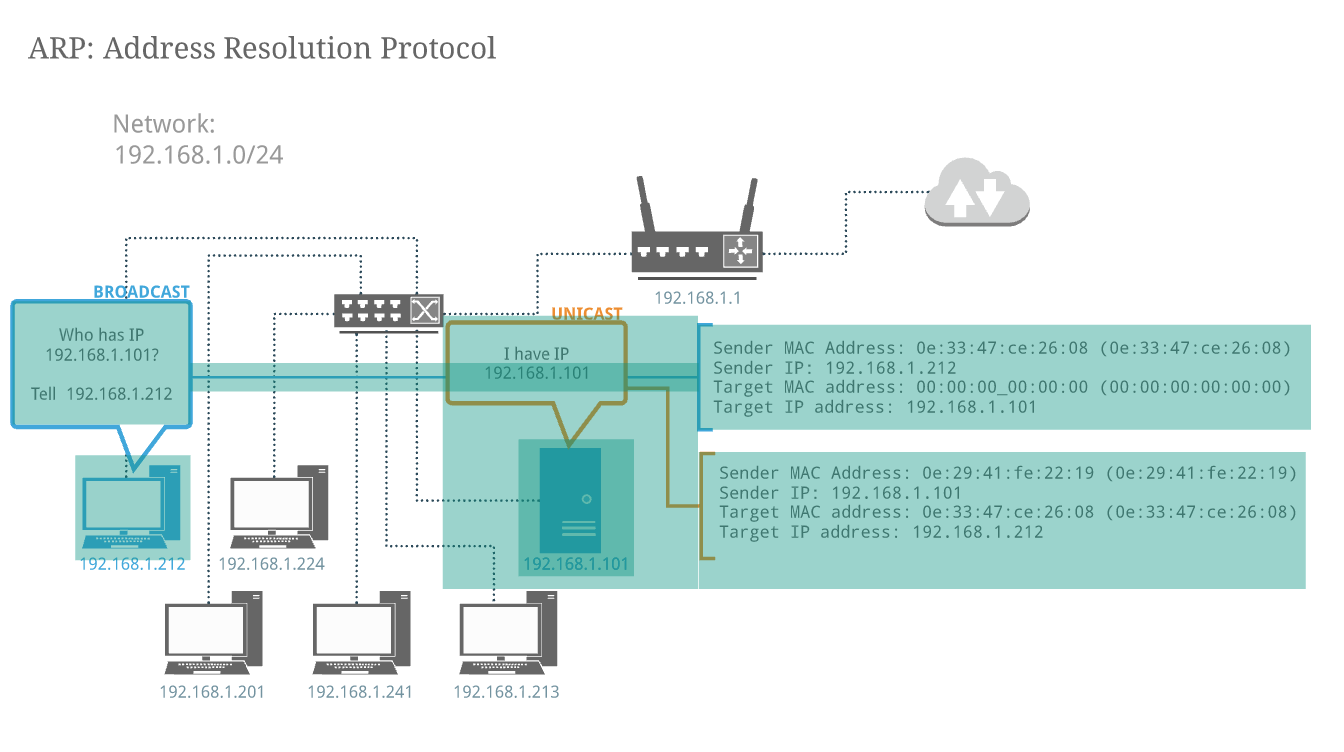 ARP: Address Resolution Protocol
Network:
192.168.1.0/24
192.168.1.1
BROADCAST
Who has IP
192.168.1.101?
Tell 192.168.1.212
UNICAST
I have IP
192.168.1.101
Sender MAC Address: 0e:33:47:ce:26:08 (0e:33:47:ce:26:08)
Sender IP: 192.168.1.212
Target MAC address: 00:00:00_00:00:00 (00:00:00:00:00:00)
Target IP address: 192.168.1.101
Sender MAC Address: 0e:29:41:fe:22:19 (0e:29:41:fe:22:19)
Sender IP: 192.168.1.101
Target MAC address: 0e:33:47:ce:26:08 (0e:33:47:ce:26:08)
Target IP address: 192.168.1.212
192.168.1.212
192.168.1.224
192.168.1.101
192.168.1.201
192.168.1.241
192.168.1.213